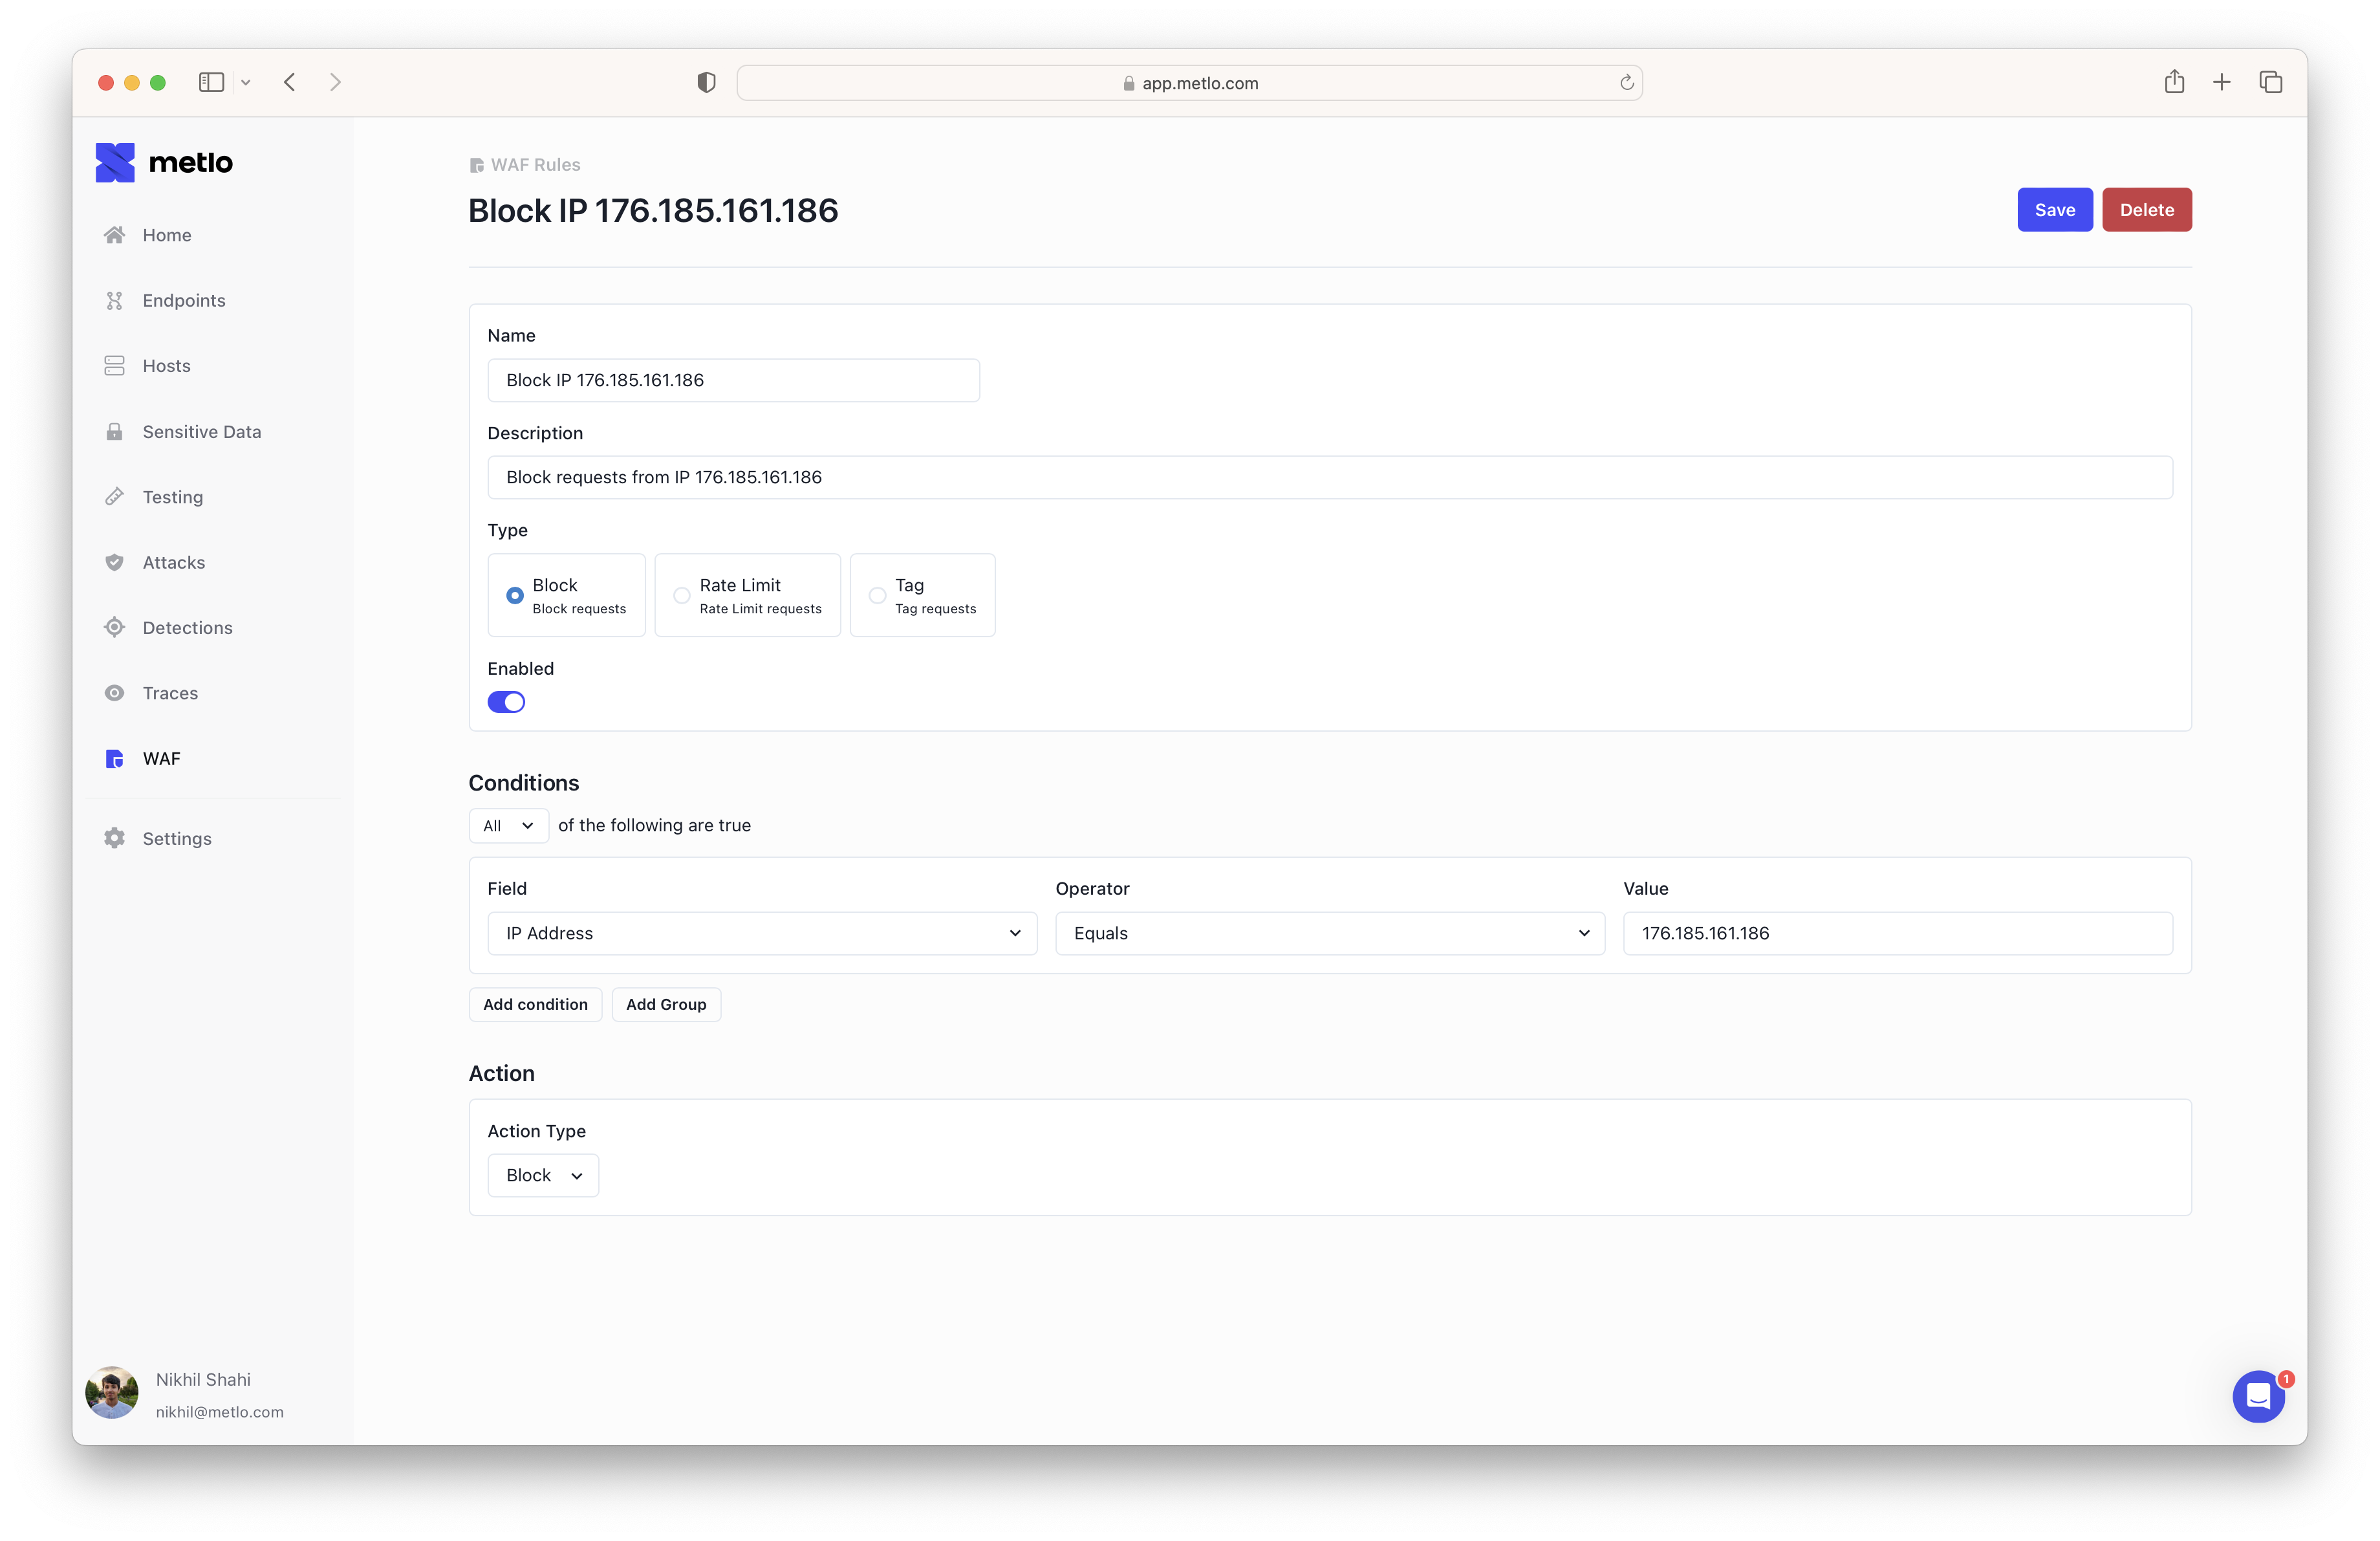 app.metlo.com
metlo
Home
Endpoints
Hosts
Sensitive Data
Testing
Attacks
Detections
Traces
WAF
Settings
Nikhil Shahi
nikhil@metlo.com
WAF Rules
Block IP 176.185.161.186
Save
Delete
Name
Block IP 176.185.161.186
Description
Block requests from IP 176.185.161.186
Type
Block
Block requests
Rate Limit
Rate Limit requests
Tag
Tag requests
Enabled
Conditions
All of the following are true
Field Operator Value
IP Address Equals 176.185.161.186
Add condition Add Group
Action
Action Type
Block
1